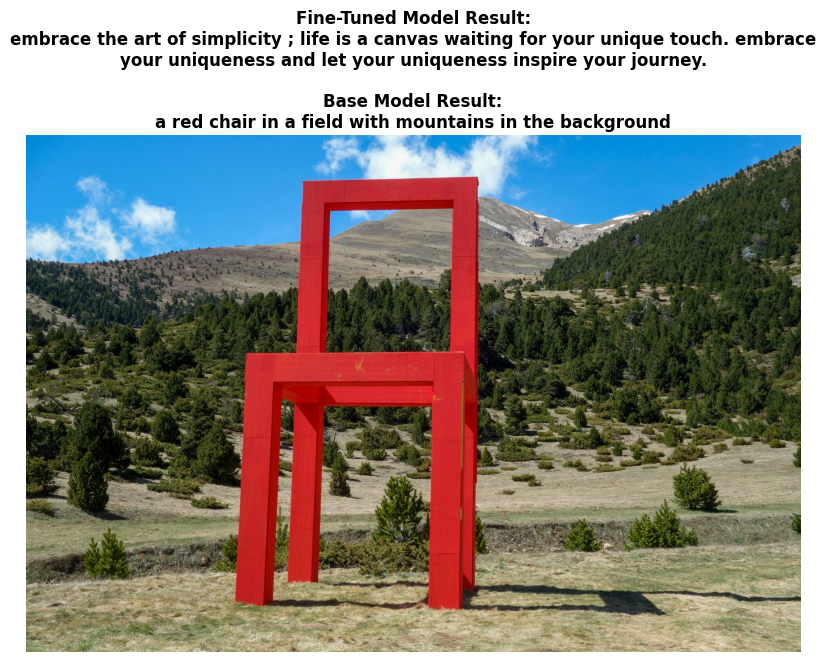 Fine-Tuned Model Result:
embrace the art of simplicity ; life is a canvas waiting for your unique touch. embrace
your uniqueness and let your uniqueness inspire your journey.
Base Model Result:
a red chair in a field with mountains in the background